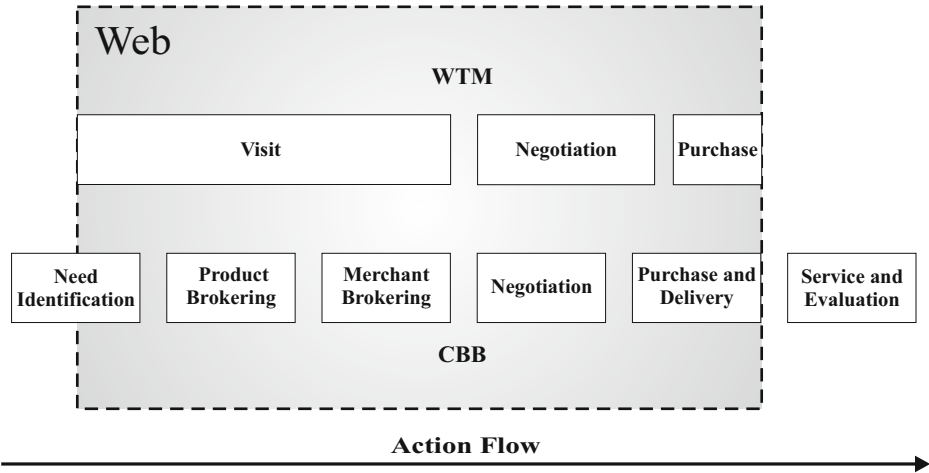 Web
WTM
Visit
Negotiation
Purchase
Need
Identification
Product
Brokering
Merchant
Brokering
Negotiation
Purchase and
Delivery
Service and
Evaluation
CBB
Action Flow